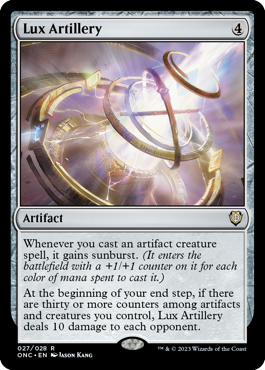 Lux Artillery 4
Artifact
Whenever you cast an artifact creature
spell, it gains sunburst. (It enters the
battlefield with a +1/+1 counter on it for each
color of mana spent to cast it.)
At the beginning of your end step, if there
are thirty or more counters among artifacts
and creatures you control, Lux Artillery
deals 10 damage to each opponent.
027/028 R
ONC • EN Jason Kang
™ & © 2023 Wizards of the Coast